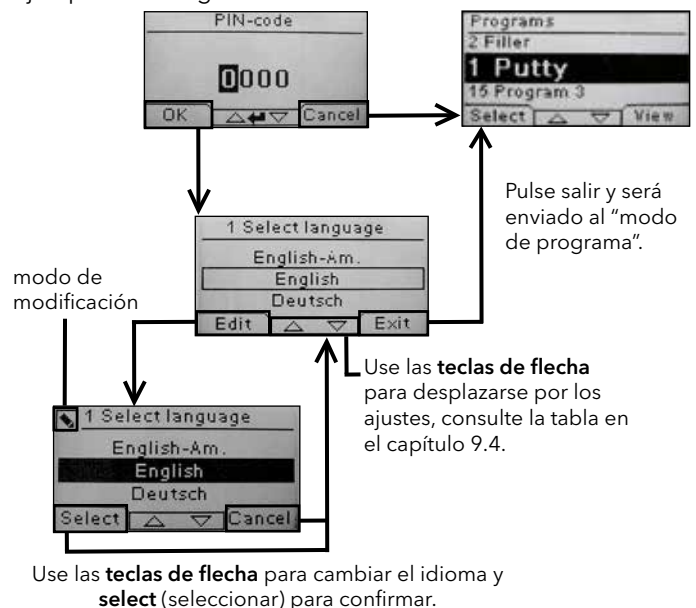 PIN-code
0000
OK
Cancel
Programs
2 Filler
1 Putty
15 Program 3
Select
View
Pulse salir y será
enviado al “modo
de programa”.
1 Select language
English-Am.
English
Deutsch
Edit
Exit
modo de
modificación
Use las teclas de flecha
para desplazarse por los
ajustes, consulte la tabla en
el capítulo 9.4.
1 Select language
English-Am.
English
Deutsch
Select
Cancel
Use las teclas de flecha para cambiar el idioma y
select (seleccionar) para confirmar.